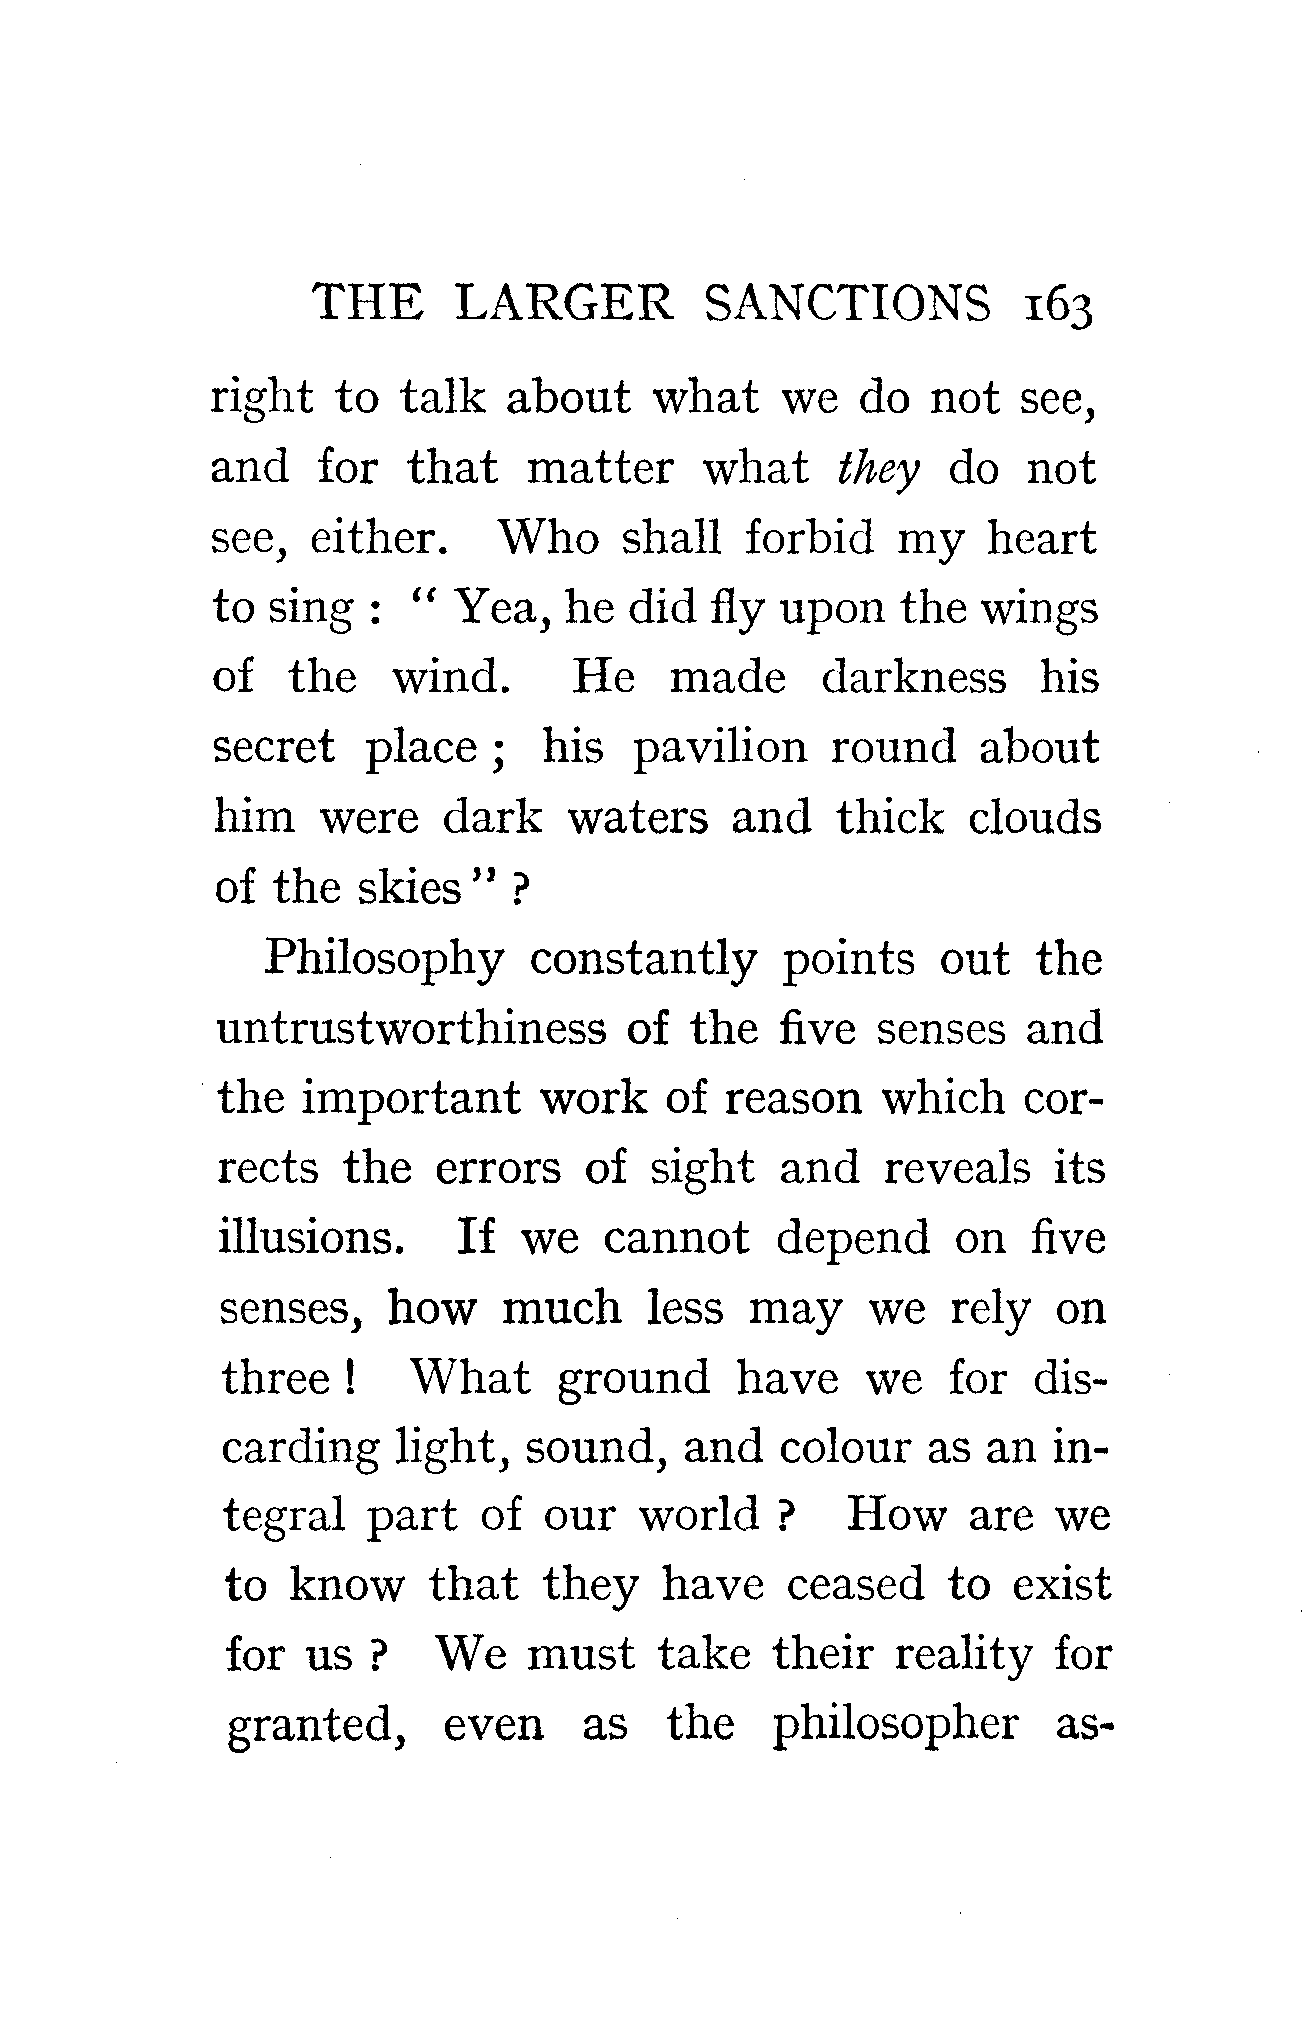 THE LARGER SANCTIONS 163
right to talk about what we do not see,
and for that matter what they do not
see, either. Who shall forbid my heart
to sing : “ Yea, he did fly upon the wings
of the wind. He made darkness his
secret place ; his pavilion round about
him were dark waters and thick clouds
of the skies ” ?
Philosophy constantly points out the
untrustworthiness of the five senses and
the important work of reason which cor-
rects the errors of sight and reveals its
illusions. If we cannot depend on five
senses, how much less may we rely on
three ! What ground have we for dis-
carding light, sound, and colour as an in-
tegral part of our world ? How are we
to know that they have ceased to exist
for us ? We must take their reality for
granted, even as the philosopher as-